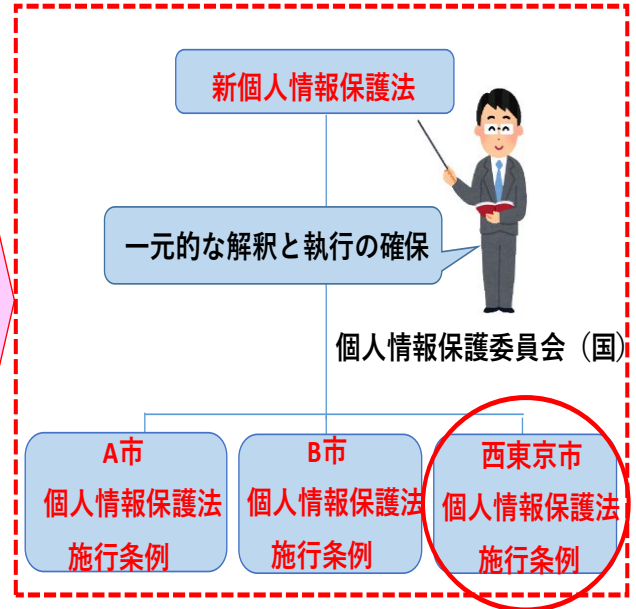 新個人情報保護法
一元的な解釈と執行の確保
個人情報保護委員会（国）
A市
個人情報保護法
施行条例
B市
個人情報保護法
施行条例
西東京市
個人情報保護法
施行条例